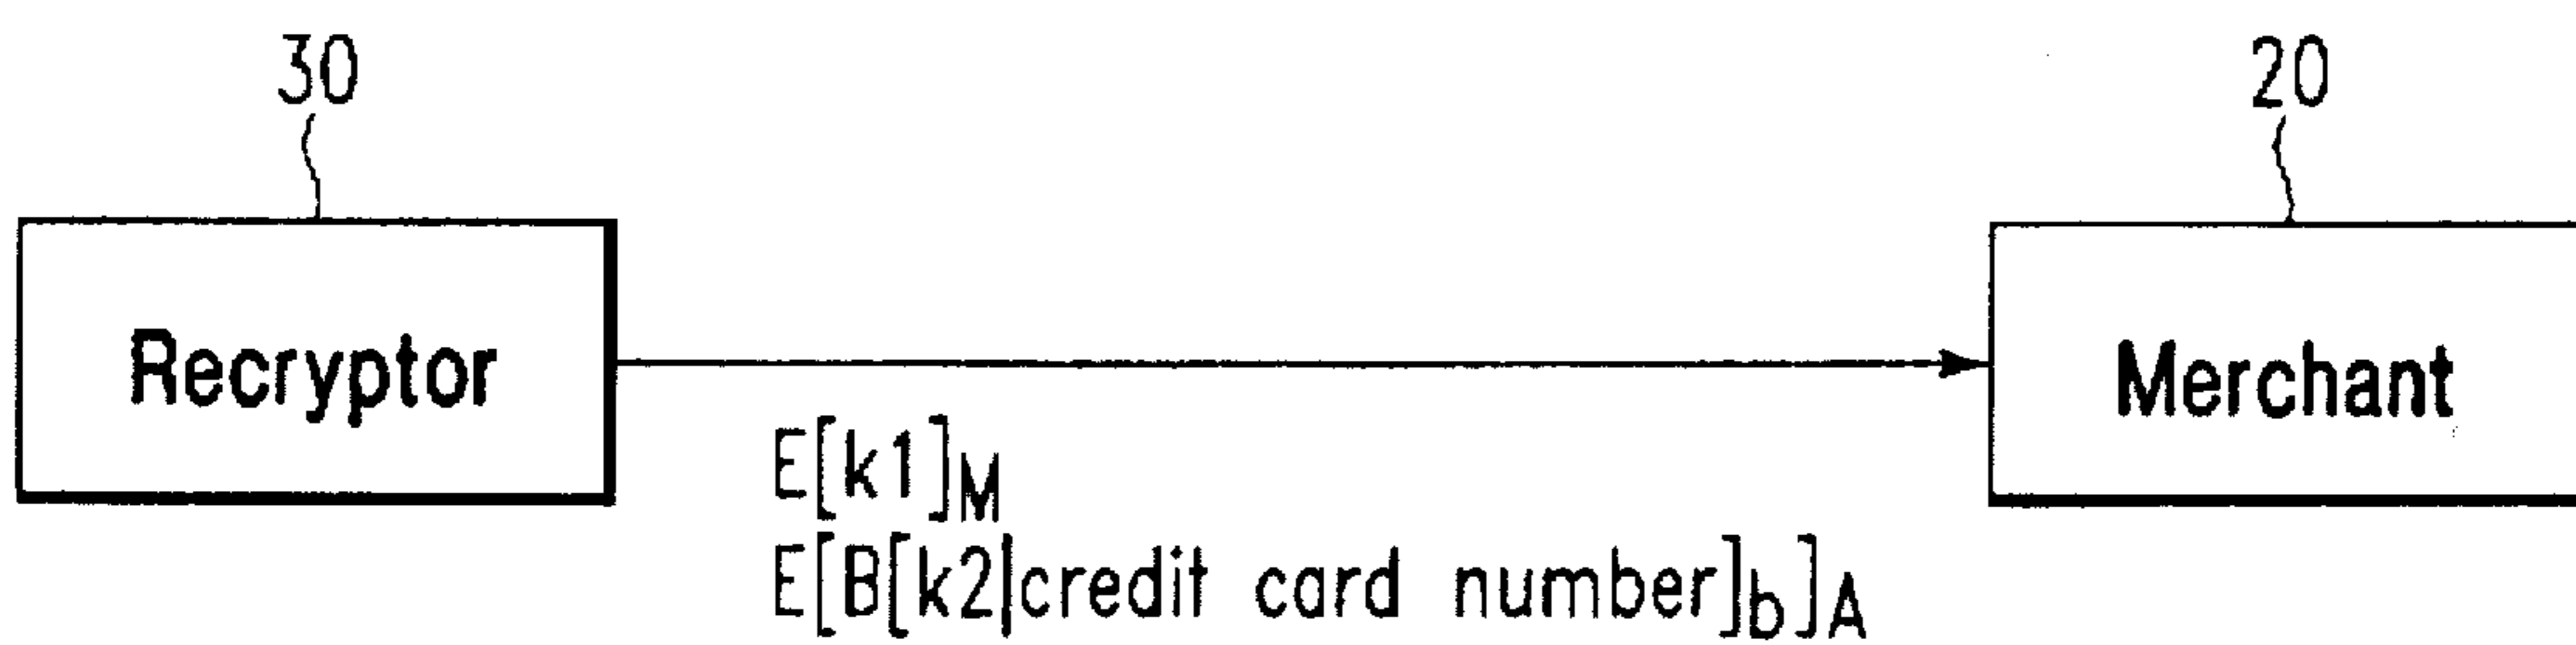 30
20
Recryptor
Merchant
E[k1]M
E[B[k2|credit card number]b]A